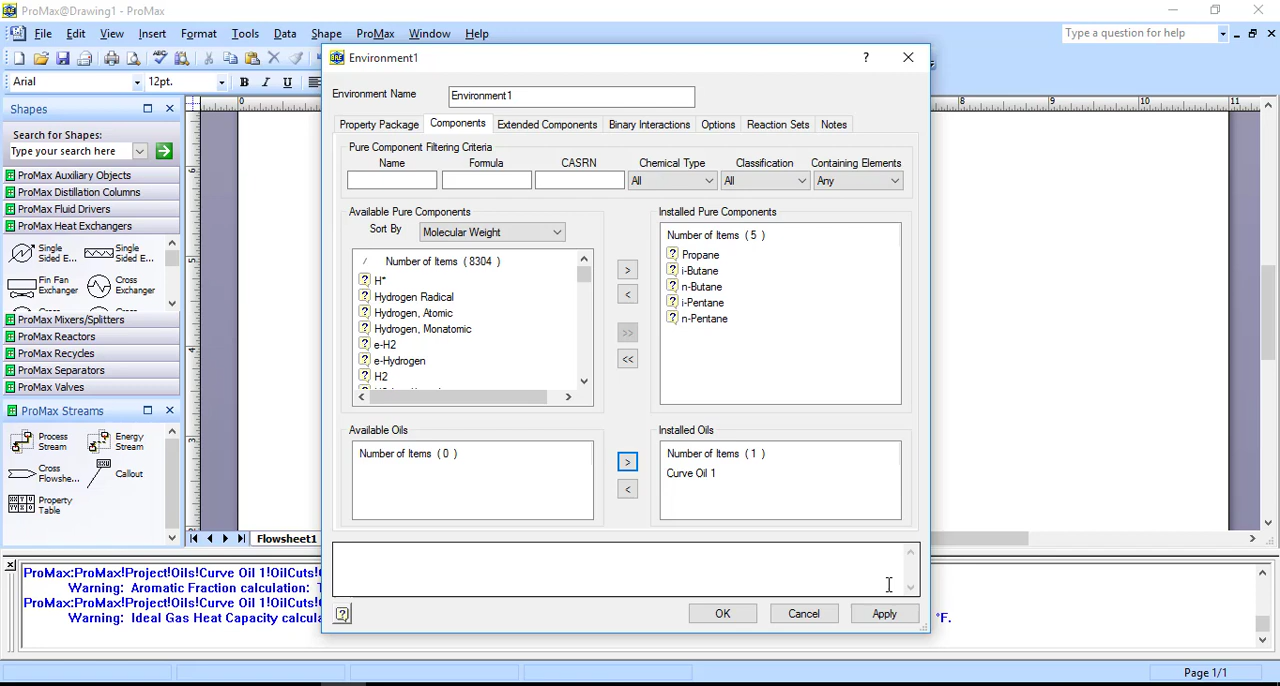 ProMax@Drawing1 - ProMax
File Edit View Insert Format Tools Data Shape ProMax Window Help
Type a question for help
Arial 12pt. B I U
Environment1
?
Shapes
Search for Shapes:
Type your search here
ProMax Auxiliary Objects
ProMax Distillation Columns
ProMax Fluid Drivers
ProMax Heat Exchangers
Single Sided E...
Single Sided E...
Fin Fan Exchanger
Cross Exchanger
ProMax Mixers/Splitters
ProMax Reactors
ProMax Recycles
ProMax Separators
ProMax Valves
ProMax Streams
Process Stream
Energy Stream
Cross Flowshe...
Callout
Property Table
0 8 9 10 11
Environment Name Environment1
Property Package Components Extended Components Binary Interactions Options Reaction Sets Notes
Pure Component Filtering Criteria
Name Formula CASRN Chemical Type Classification Containing Elements
All All Any
Available Pure Components
Sort By Molecular Weight
/ Number of Items ( 8304 )
H*
Hydrogen Radical
Hydrogen, Atomic
Hydrogen, Monatomic
e-H2
e-Hydrogen
H2
>
<
>>
<<
Installed Pure Components
Number of Items ( 5 )
Propane
i-Butane
n-Butane
i-Pentane
n-Pentane
Available Oils
Number of Items ( 0 )
>
<
Installed Oils
Number of Items ( 1 )
Curve Oil 1
OK Cancel Apply
Flowsheet1
ProMax:ProMax!Project!Oils!Curve Oil 1!OilCuts!
Warning: Aromatic Fraction calculation:
ProMax:ProMax!Project!Oils!Curve Oil 1!OilCuts!
Warning: Ideal Gas Heat Capacity calcul
°F.
Page 1/1